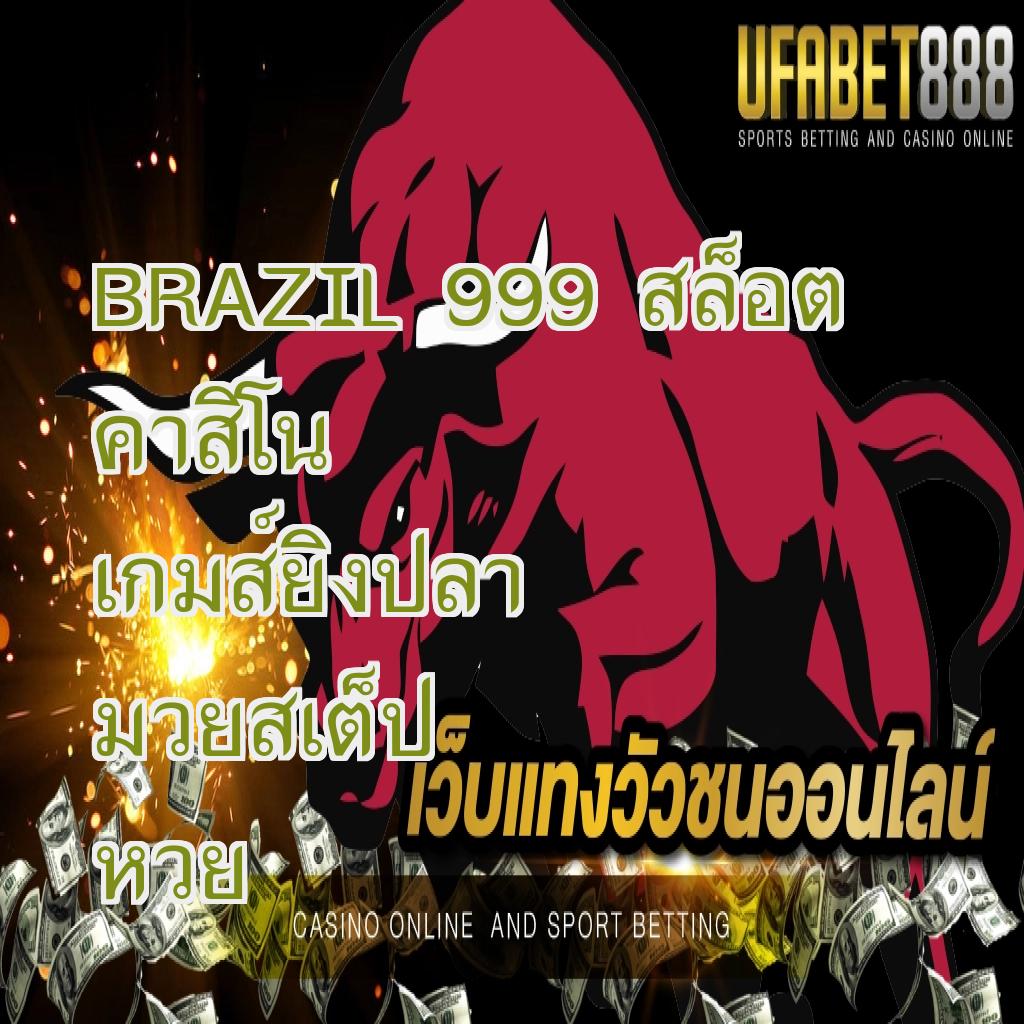 UFABET888
SPORTS BETTING AND CASINO ONLINE
BRAZIL 999 สล็อต
คาสิโน
เกมส์ยิงปลา
มวยสเต็ป
เว็บแทงวัวชนออนไลน์
หวย
CASINO ONLINE AND SPORT BETTING